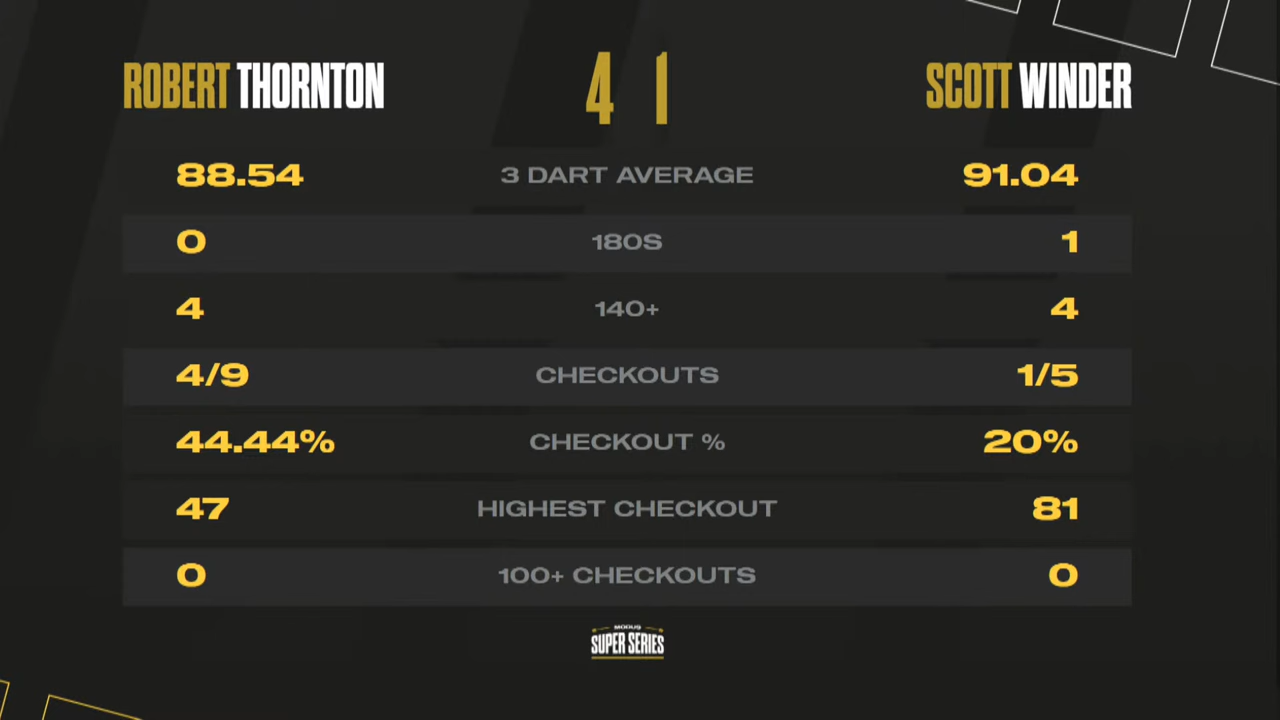 ROBERT THORNTON 4 1 SCOTT WINDER
88.54 3 DART AVERAGE 91.04
0 180S 1
4 140+ 4
4/9 CHECKOUTS 1/5
44.44% CHECKOUT % 20%
47 HIGHEST CHECKOUT 81
0 100+ CHECKOUTS 0
MODUS
SUPER SERIES